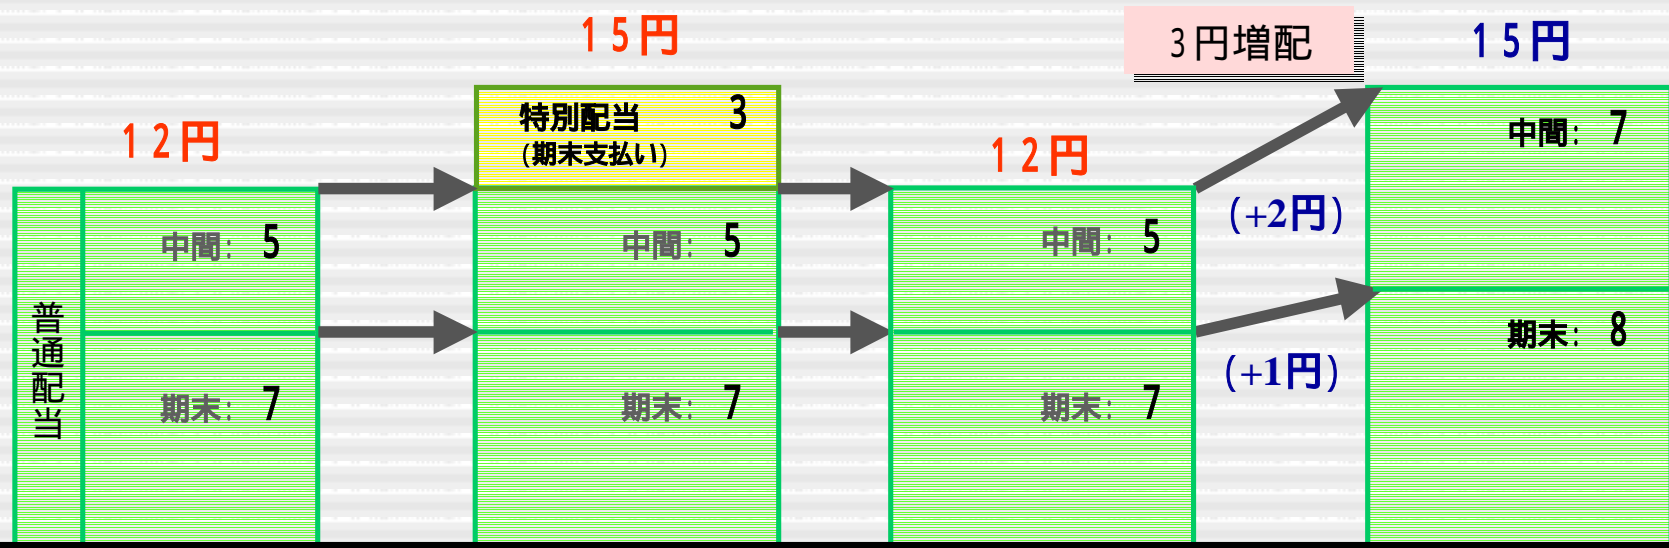 12円
普通配当
中間: 5
期末: 7
15円
特別配当 3
(期末支払い)
中間: 5
期末: 7
12円
中間: 5
期末: 7
3円増配
(+2円)
(+1円)
15円
中間: 7
期末: 8